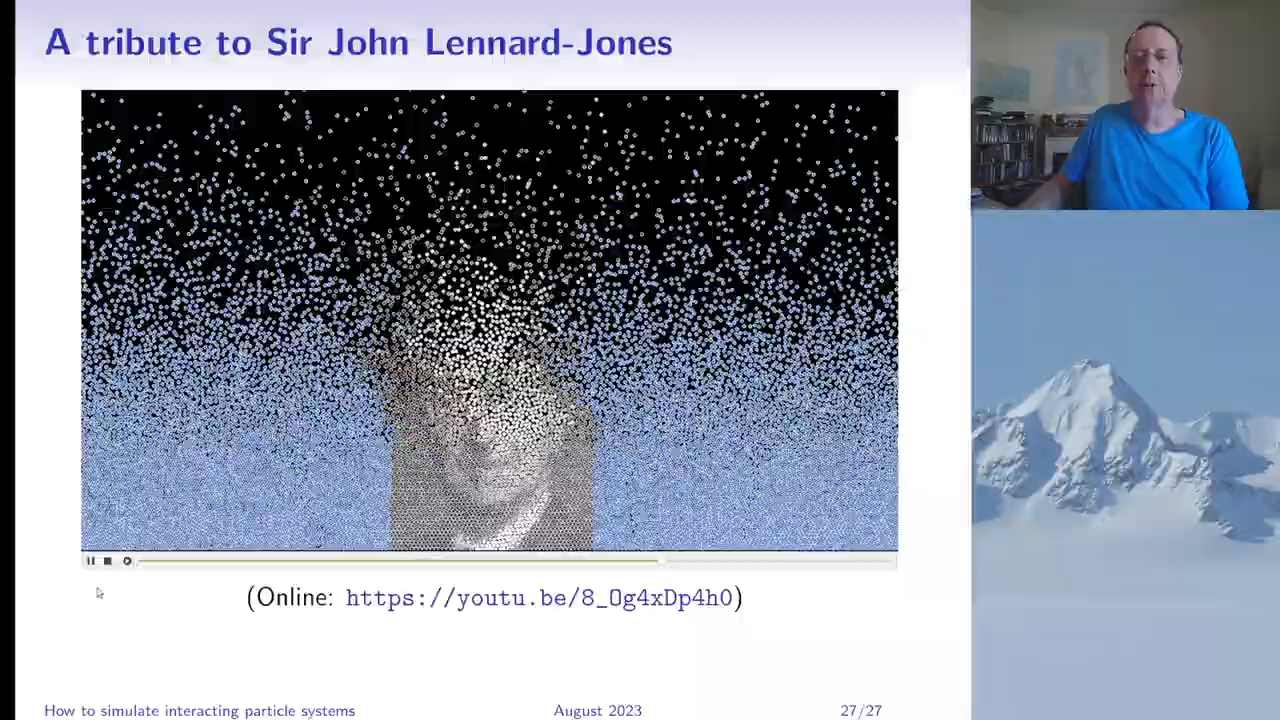 A tribute to Sir John Lennard-Jones
(Online: https://youtu.be/8_Og4xDp4h0)
How to simulate interacting particle systems
August 2023
27/27